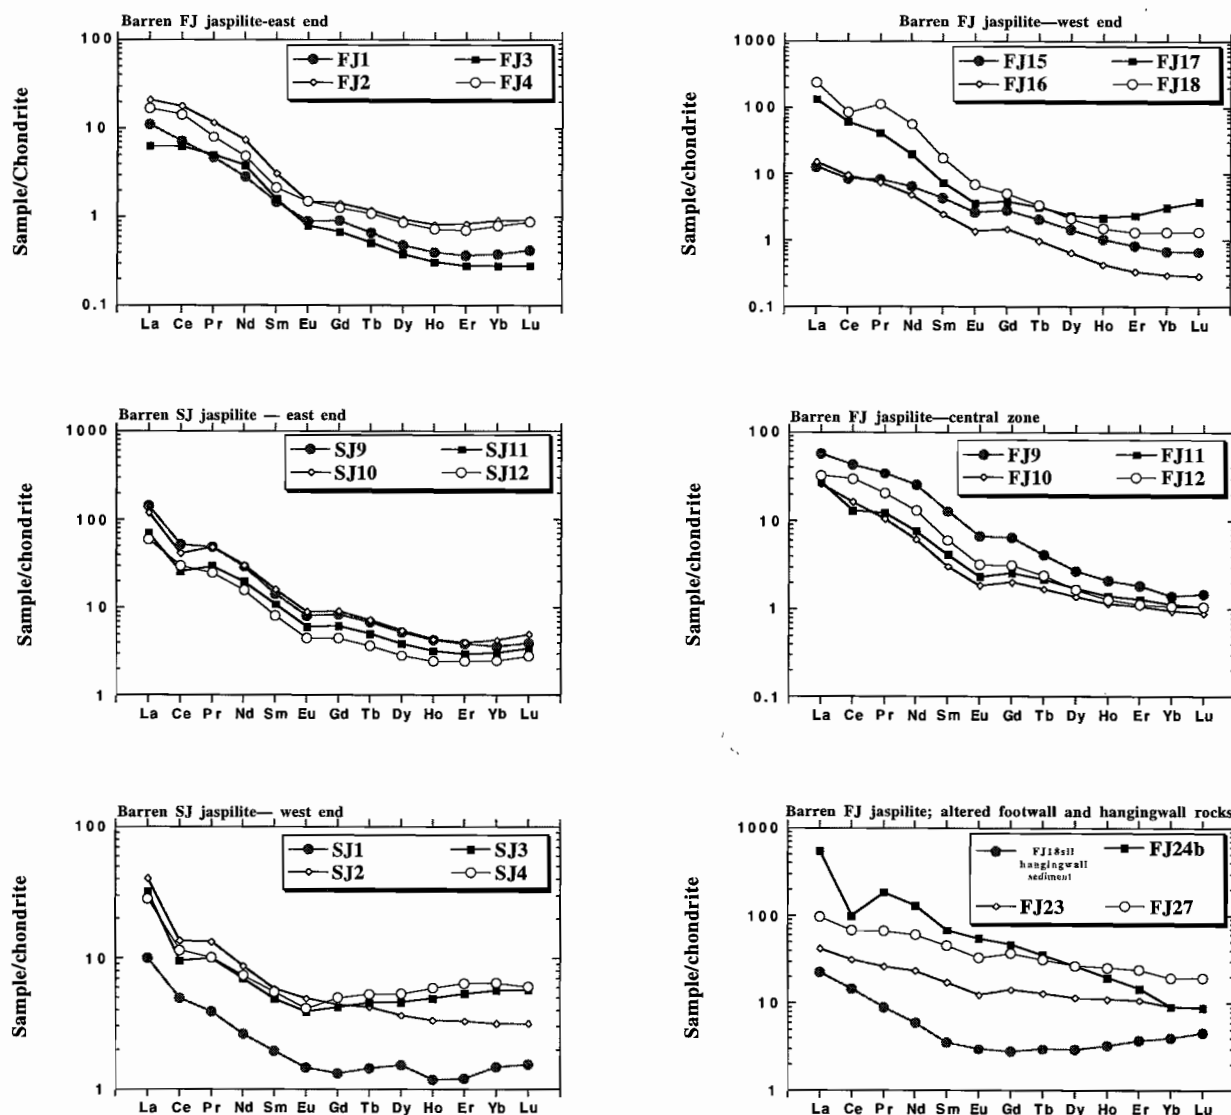 Barren FJ jaspilite-east end
100
10
1
0.1
Sample/Chondrite
FJ1 FJ3
FJ2 FJ4
La Ce Pr Nd Sm Eu Gd Tb Dy Ho Er Yb Lu
Barren FJ jaspilite—west end
1000
100
10
1
0.1
Sample/chondrite
FJ15 FJ17
FJ16 FJ18
La Ce Pr Nd Sm Eu Gd Tb Dy Ho Er Yb Lu
Barren SJ jaspilite — east end
1000
100
10
1
Sample/chondrite
SJ9 SJ11
SJ10 SJ12
La Ce Pr Nd Sm Eu Gd Tb Dy Ho Er Yb Lu
Barren FJ jaspilite—central zone
100
10
1
0.1
Sample/chondrite
FJ9 FJ11
FJ10 FJ12
La Ce Pr Nd Sm Eu Gd Tb Dy Ho Er Yb Lu
Barren SJ jaspilite— west end
100
10
1
Sample/chondrite
SJ1 SJ3
SJ2 SJ4
La Ce Pr Nd Sm Eu Gd Tb Dy Ho Er Yb Lu
Barren FJ jaspilite; altered footwall and hangingwall rocks
1000
100
10
1
Sample/chondrite
FJ24b
hangingwall
sediment
FJ23 FJ27
La Ce Pr Nd Sm Eu Gd Tb Dy Ho Er Yb Lu